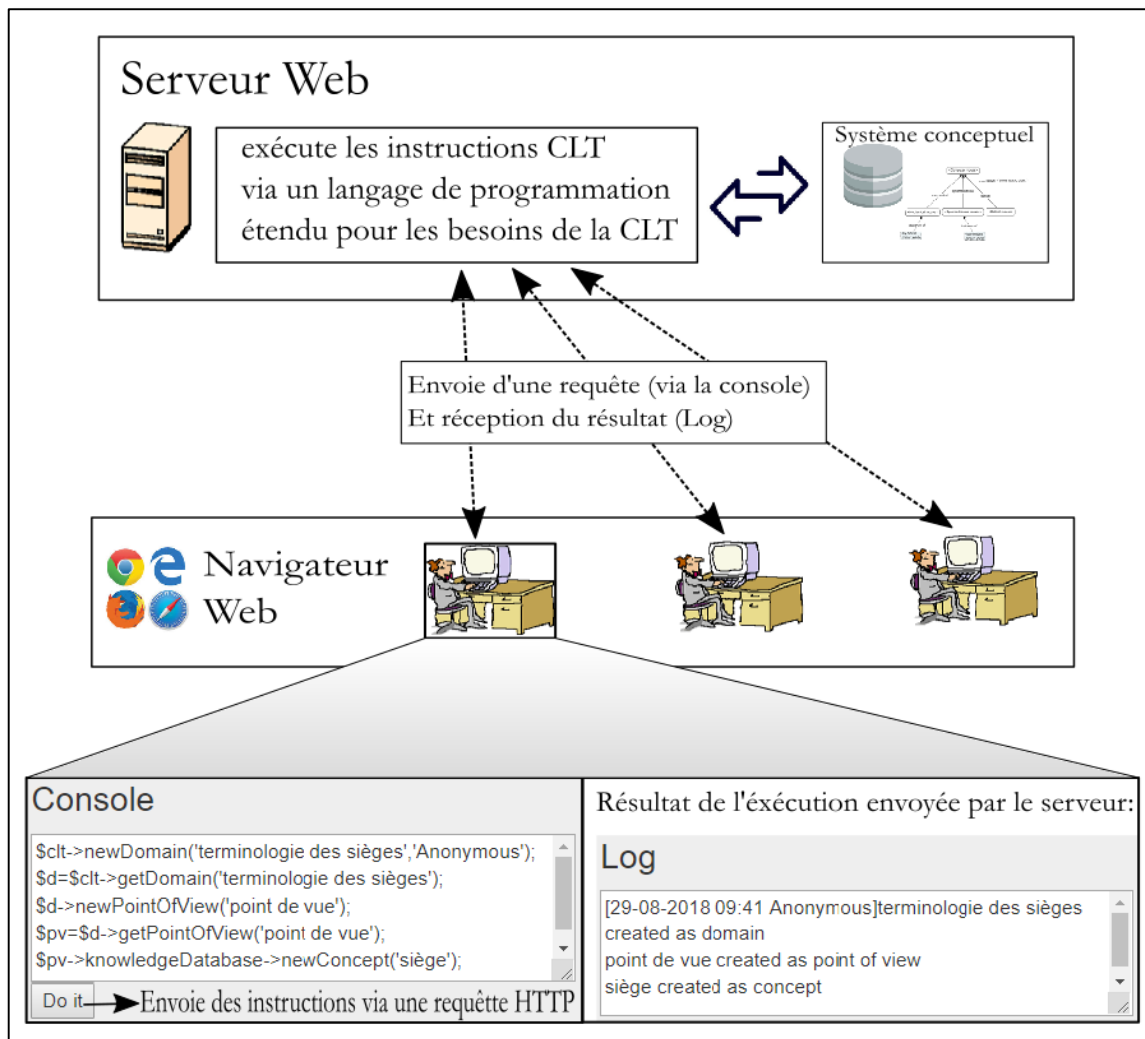 Serveur Web
exécute les instructions CLT
via un langage de programmation
étendu pour les besoins de la CLT
Système conceptuel
Envoie d'une requête (via la console)
Et réception du résultat (Log)
Navigateur
Web
Console
$clt->newDomain('terminologie des sièges','Anonymous');
$d=$clt->getDomain('terminologie des sièges');
$d->newPointOfView('point de vue');
$pv=$d->getPointOfView('point de vue');
$pv->knowledgeDatabase->newConcept('siège');
Do it
Envoie des instructions via une requêtte HTTP
Résultat de l'éxécution envoyée par le serveur:
Log
[29-08-2018 09:41 Anonymous]terminologie des sièges
created as domain
point de vue created as point of view
siège created as concept